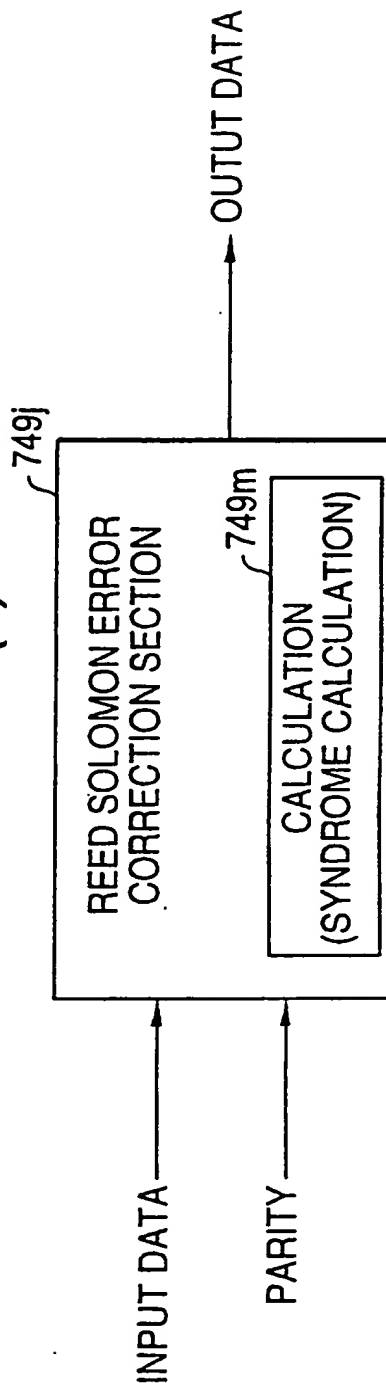 749j
REED SOLOMON ERROR
CORRECTION SECTION
749m
CALCULATION
(SYNDROME CALCULATION)
INPUT DATA
PARITY
OUTUT DATA